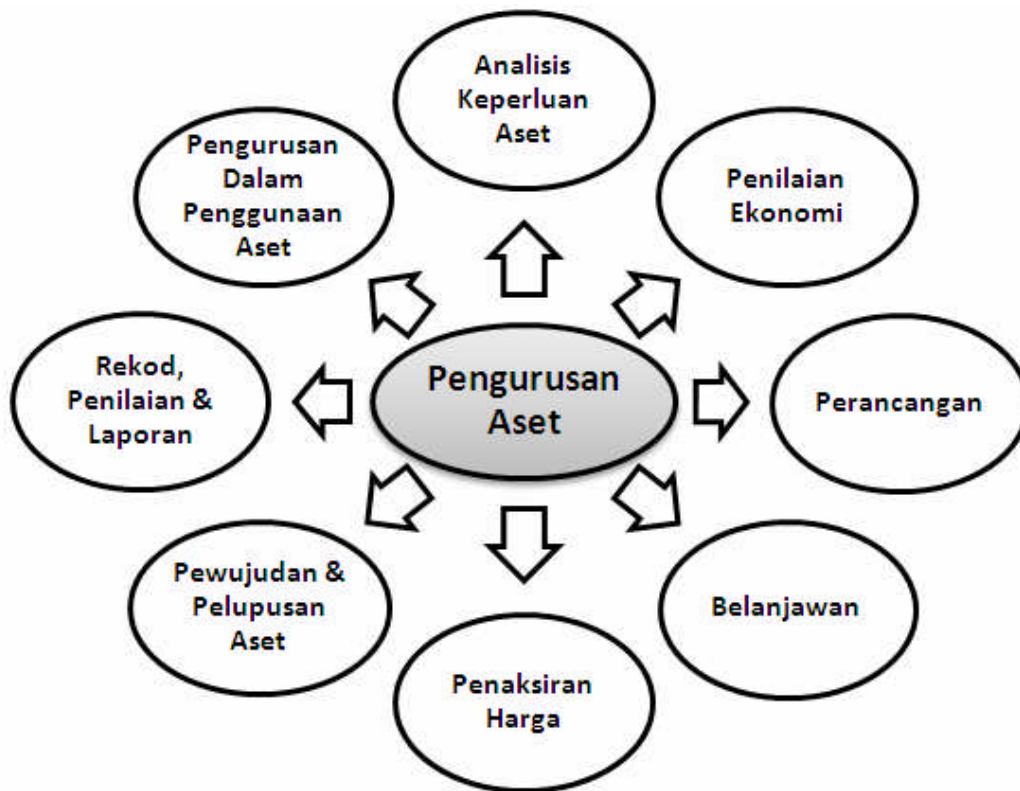 Analisis
Keperluan
Aset
Penilaian
Ekonomi
Perancangan
Belanjawan
Penaksiran
Harga
Pewujudan &
Pelupusan
Aset
Rekod,
Penilaian &
Laporan
Pengurusan
Dalam
Penggunaan
Aset
Pengurusan
Aset